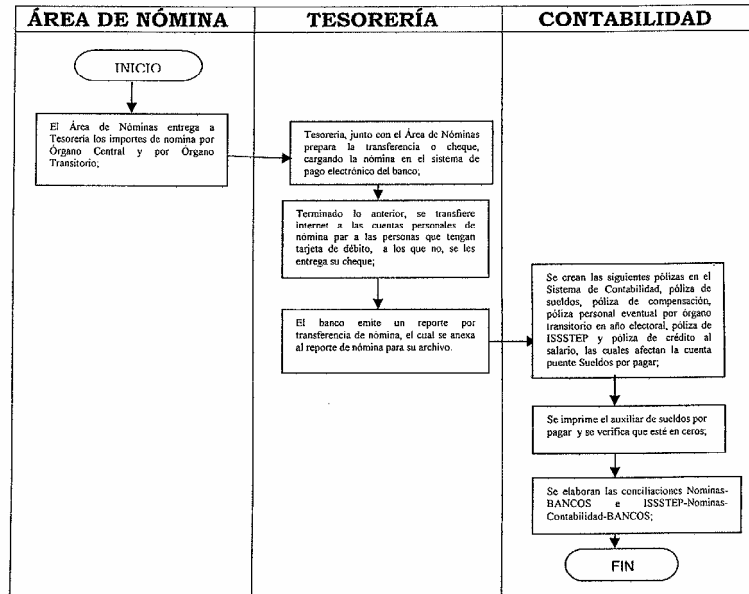 ÁREA DE NÓMINA
TESORERÍA
CONTABILIDAD
INICIO
El Área de Nóminas entrega a
Tesorería los importes de nomina por
Órgano Central y por Órgano
Transitorio;
Tesoreria, junto con el Área de Nóminas
prepara la transferencia o cheque,
cargando la nómina en el sistema de
pago electrónico del banco;
Terminado lo anterior, se transfiere
internet a las cuentas personales de
nómina par a las personas que tengan
tarjeta de débito, a los que no, se les
entrega su cheque;
El banco emite un reporte por
transferencia de nómina, el cual se anexa
al reporte de nómina para su archivo.
Se crean las siguientes pólizas en el
Sistema de Contabilidad, póliza de
sueldos, póliza de compensación,
póliza personal eventual por órgano
transitorio en año electoral, póliza de
ISSSTEP y póliza de crédito al
salario, las cuales afectan la cuenta
puente Sueldos por pagar;
Se imprime el auxiliar de sueldos por
pagar y se verifica que esté en ceros;
Se elaboran las conciliaciones Nominas-
BANCOS e ISSSTEP-Nominas-
Contabilidad-BANCOS;
FIN